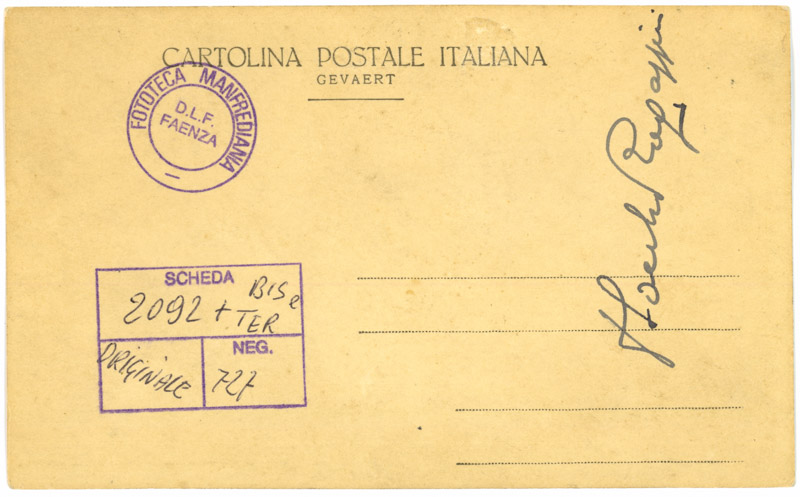 CARTOLINA POSTALE ITALIANA
GEVAERT
FOTOTECA MANFREDIANA
D.L.F.
FAENZA
SCHEDA
2092 + BIS e
TER
ORIGINALE
NEG.
727